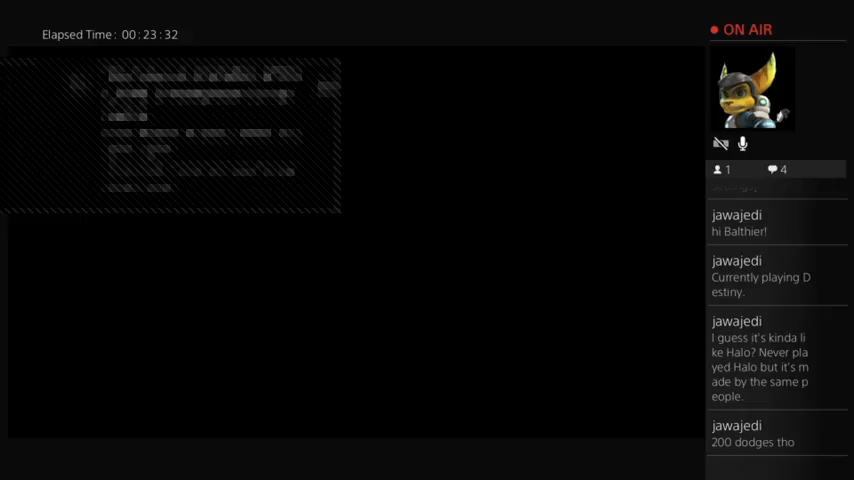 Elapsed Time: 00:23:32
ON AIR
1
4
jawajedi
hi Balthier!
jawajedi
Currently playing D
estiny.
jawajedi
I guess it's kinda li
ke Halo? Never pla
yed Halo but it's m
ade by the same p
eople.
jawajedi
200 dodges tho